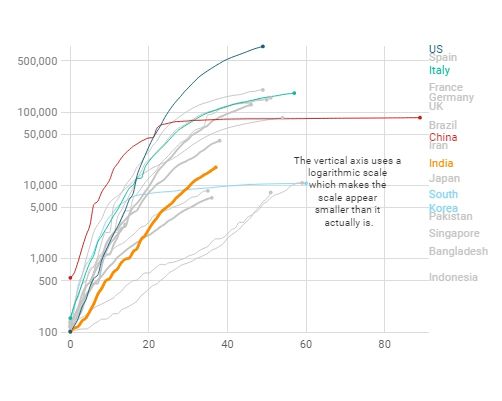 US
Spain
500,000
Italy
France
Germany
UK
100,000
Brazil
50,000
China
Iran
The vertical axis uses a
logarithmic scale
which makes the
scale appear
smaller than it
actually is.
India
Japan
10,000
South
Korea
5,000
Pakistan
Singapore
Bangladesh
1,000
Indonesia
500
100
0 20 40 60 80